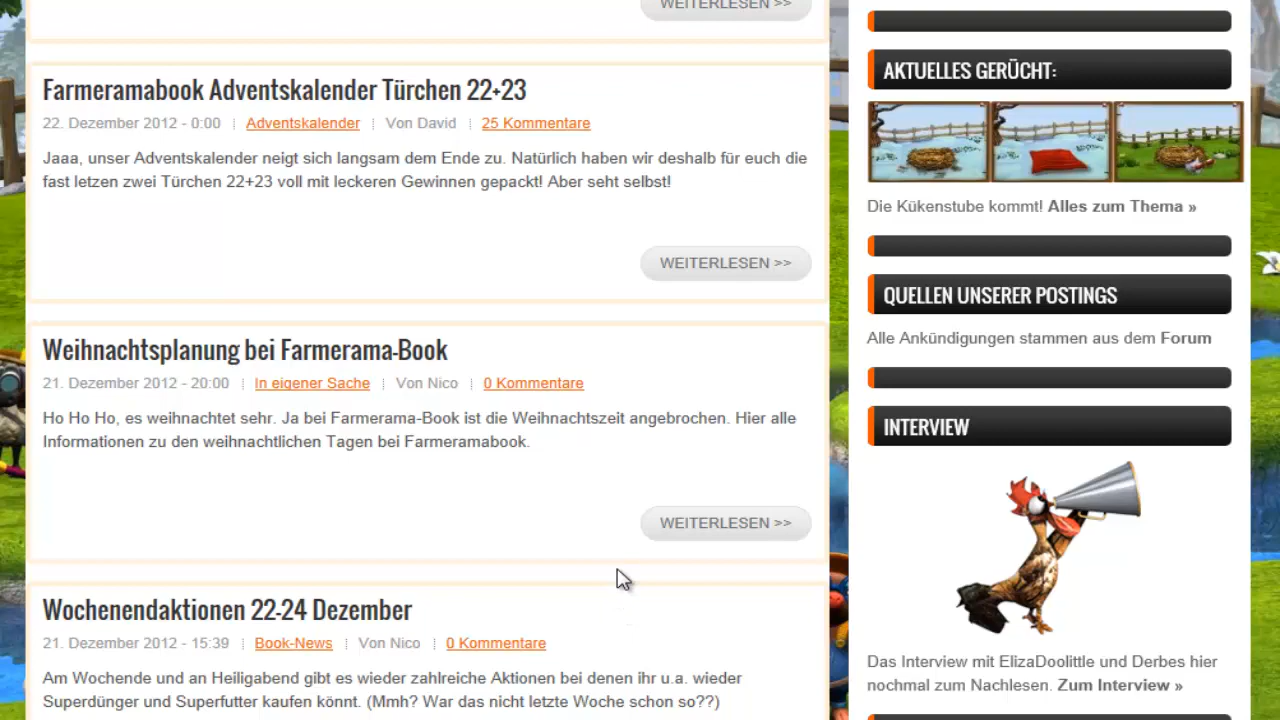 WEITERLESEN >>
Farmeramabook Adventskalender Türchen 22+23
22. Dezember 2012 - 0:00 Adventskalender Von David 25 Kommentare
Jaaa, unser Adventskalender neigt sich langsam dem Ende zu. Natürlich haben wir deshalb für euch die
fast letzen zwei Türchen 22+23 voll mit leckeren Gewinnen gepackt! Aber seht selbst!
WEITERLESEN >>
Weihnachtsplanung bei Farmerama-Book
21. Dezember 2012 - 20:00 In eigener Sache Von Nico 0 Kommentare
Ho Ho Ho, es weihnachtet sehr. Ja bei Farmerama-Book ist die Weihnachtszeit angebrochen. Hier alle
Informationen zu den weihnachtlichen Tagen bei Farmeramabook.
WEITERLESEN >>
Wochenendaktionen 22-24 Dezember
21. Dezember 2012 - 15:39 Book-News Von Nico 0 Kommentare
Am Wochende und an Heiligabend gibt es wieder zahlreiche Aktionen bei denen ihr u.a. wieder
Superdünger und Superfutter kaufen könnt. (Mmh? War das nicht letzte Woche schon so??)
AKTUELLES GERÜCHT:
Die Kükenstube kommt! Alles zum Thema »
QUELLEN UNSERER POSTINGS
Alle Ankündigungen stammen aus dem Forum
INTERVIEW
Das Interview mit ElizaDoolittle und Derbes hier
nochmal zum Nachlesen. Zum Interview »